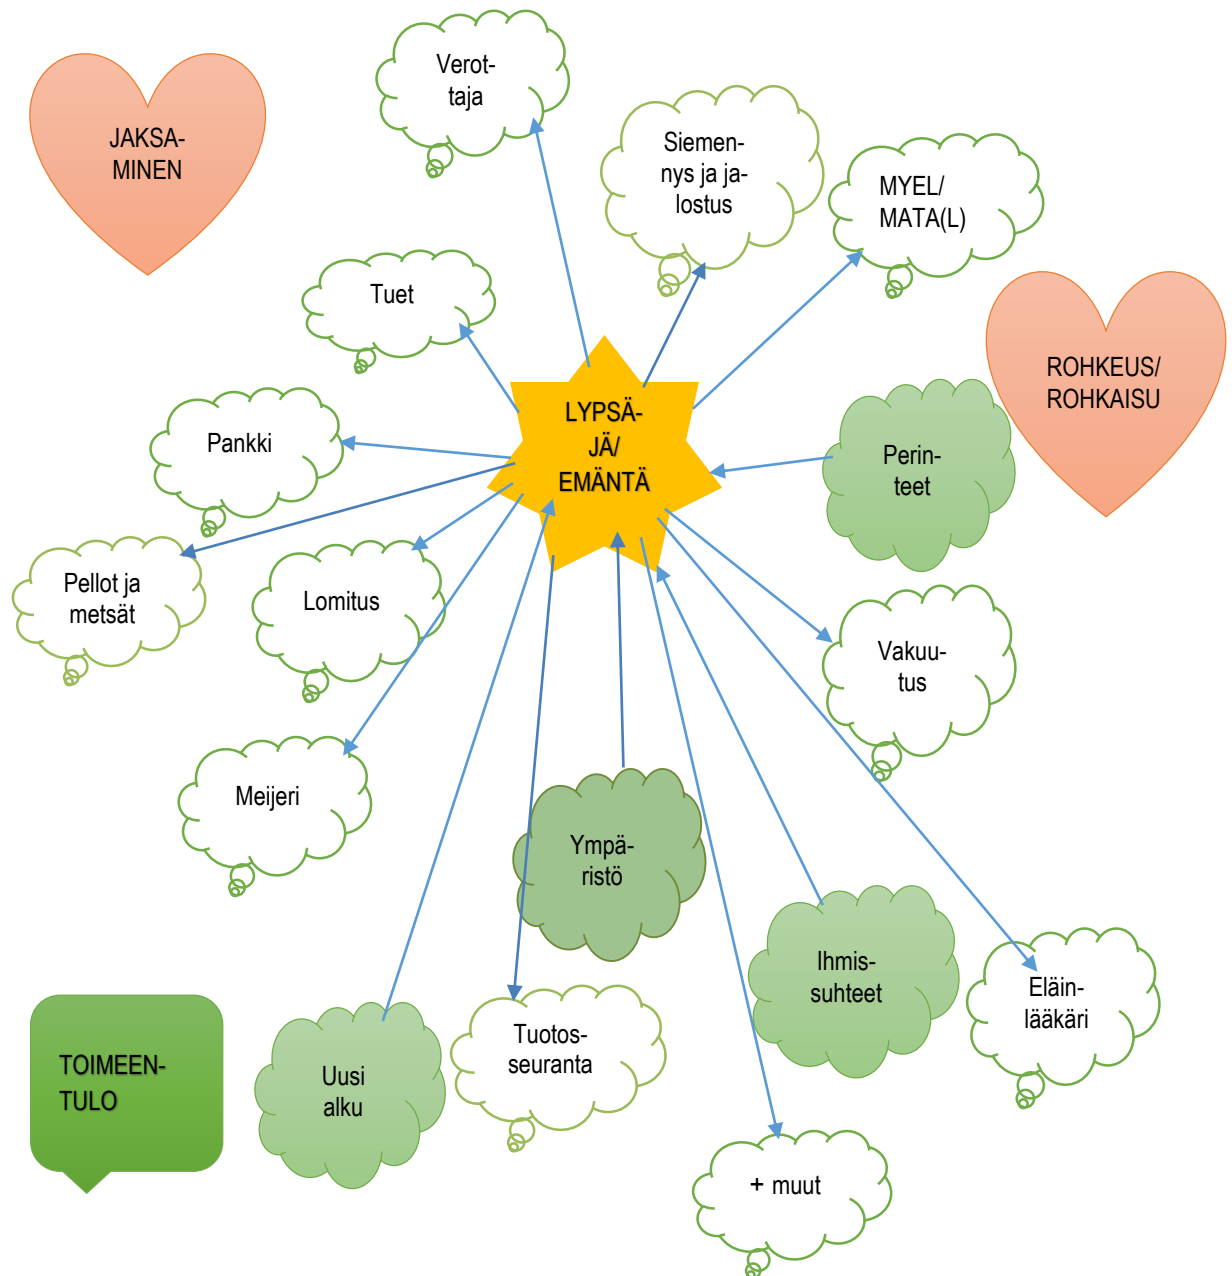 Verot-
taja
JAKSA-
MINEN
Siemen-
nys ja ja-
lostus
MYEL/
MATA(L)
Tuet
ROHKEUS/
ROHKAISU
LYPSÄ-
JÄ/
EMÄNTÄ
Pankki
Perin-
teet
Pellot ja
metsät
Lomitus
Vakuu-
tus
Meijeri
Ympä-
ristö
Ihmis-
suhteet
Eläin-
lääkäri
TOIMEEN-
TULO
Uusi
alku
Tuotos-
seuranta
+ muut